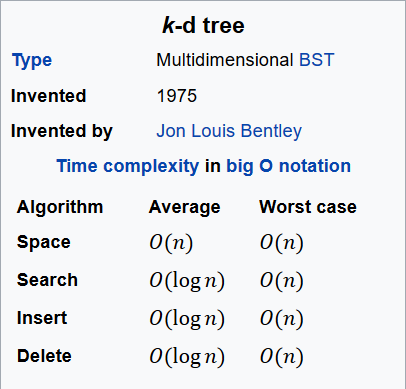 k-d tree
Type Multidimensional BST
Invented 1975
Invented by Jon Louis Bentley
Time complexity in big O notation
Algorithm Average Worst case
Space O(n) O(n)
Search O(log n) O(n)
Insert O(log n) O(n)
Delete O(log n) O(n)